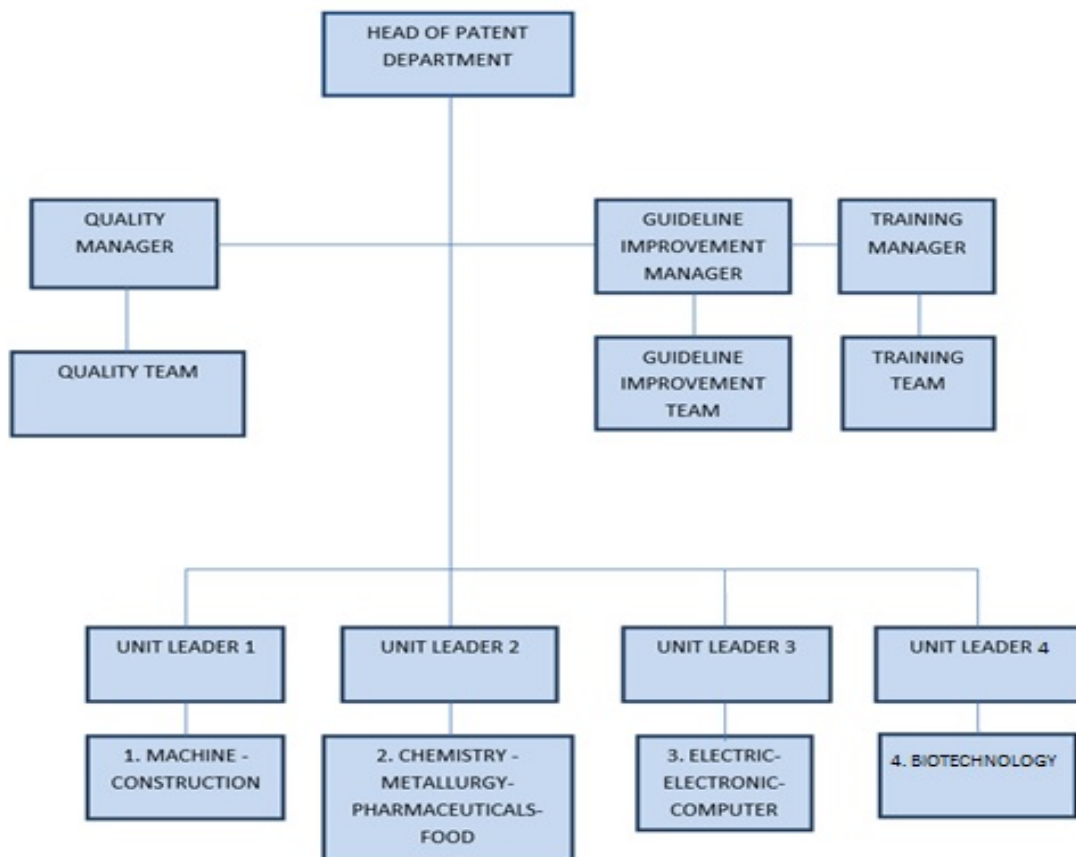 HEAD OF PATENT
DEPARTMENT
QUALITY
MANAGER
GUIDELINE
IMPROVEMENT
MANAGER
TRAINING
MANAGER
QUALITY TEAM
GUIDELINE
IMPROVEMENT
TEAM
TRAINING
TEAM
UNIT LEADER 1
UNIT LEADER 2
UNIT LEADER 3
UNIT LEADER 4
1. MACHINE -
CONSTRUCTION
2. CHEMISTRY -
METALLURGY-
PHARMACEUTICALS-
FOOD
3. ELECTRIC-
ELECTRONIC-
COMPUTER
4. BIOTECHNOLOGY